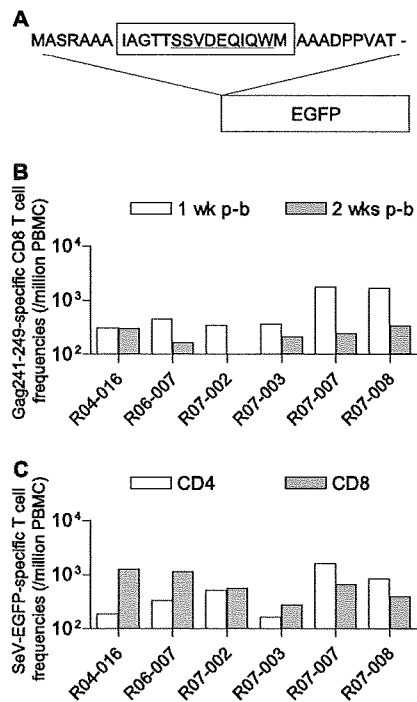 A
MASRAAA IAGTTSSVDEQIQWM AAADPPVAT -
EGFP
B
1 wk p-b 2 wks p-b
Gag241-249-specific CD8 T cell
frequencies (/million PBMC)
10⁴
10³
10²
R04-016 R06-007 R07-002 R07-003 R07-007 R07-008
C
CD4 CD8
SeV-EGFP-specific T cell
frequencies (/million PBMC)
10⁴
10³
10²
R04-016 R06-007 R07-002 R07-003 R07-007 R07-008